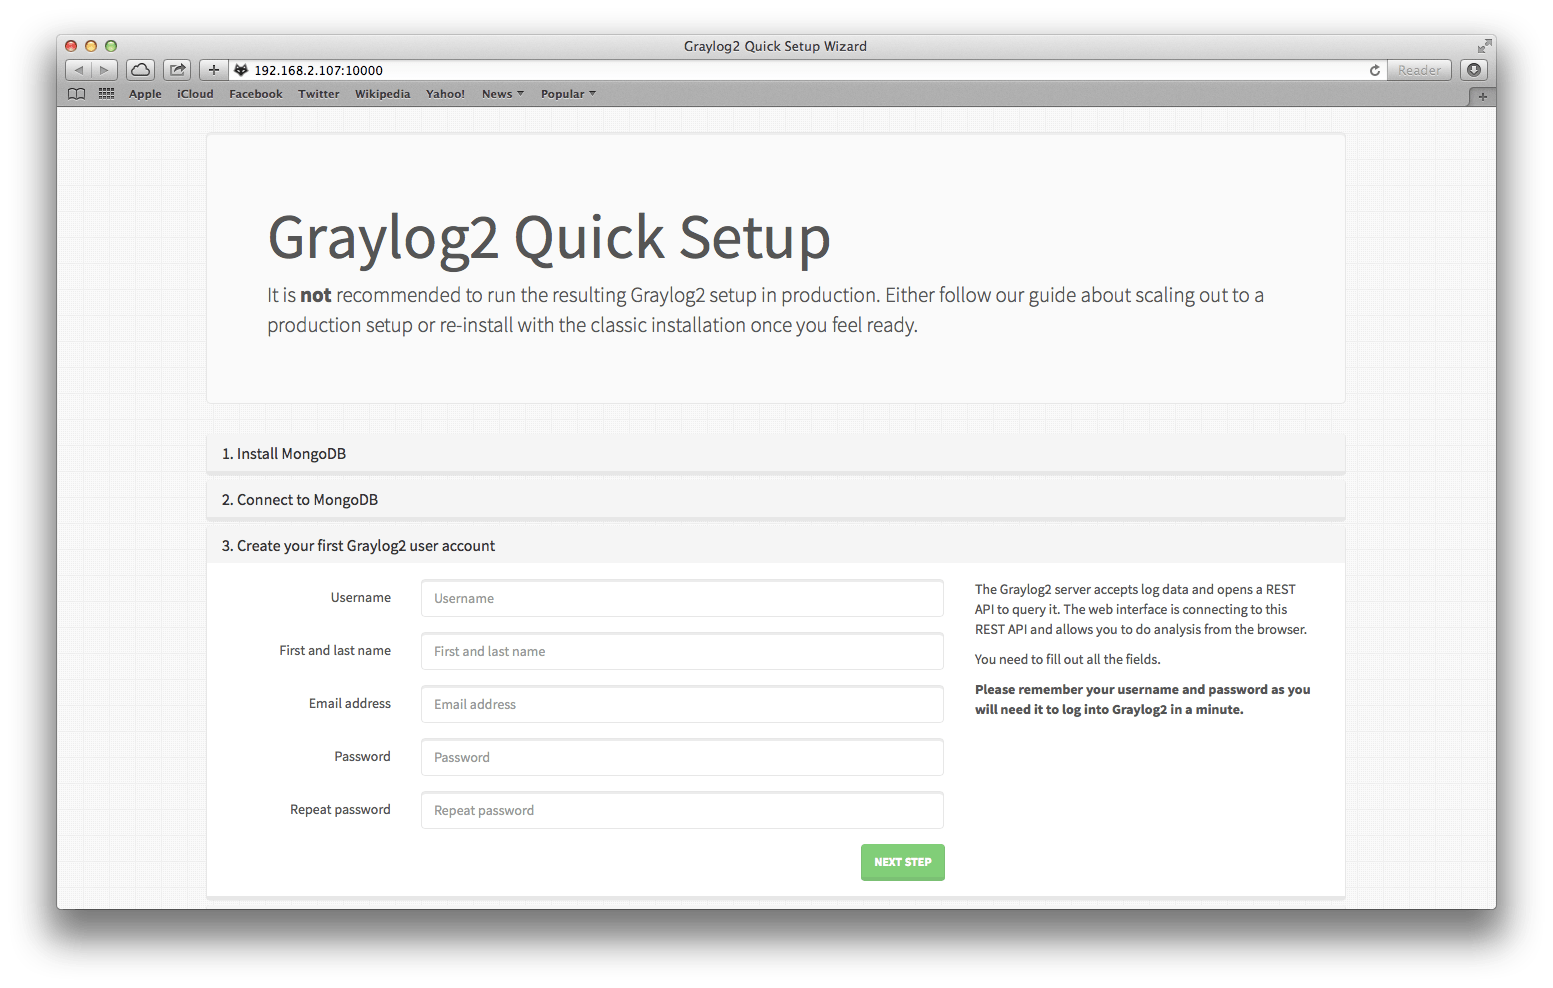 Graylog2 Quick Setup Wizard
192.168.2.107:10000
Reader
Apple iCloud Facebook Twitter Wikipedia Yahoo! News Popular
Graylog2 Quick Setup
It is not recommended to run the resulting Graylog2 setup in production. Either follow our guide about scaling out to a
production setup or re-install with the classic installation once you feel ready.
1. Install MongoDB
2. Connect to MongoDB
3. Create your first Graylog2 user account
Username
Username
First and last name
First and last name
Email address
Email address
Password
Password
Repeat password
Repeat password
NEXT STEP
The Graylog2 server accepts log data and opens a REST
API to query it. The web interface is connecting to this
REST API and allows you to do analysis from the browser.
You need to fill out all the fields.
Please remember your username and password as you
will need it to log into Graylog2 in a minute.